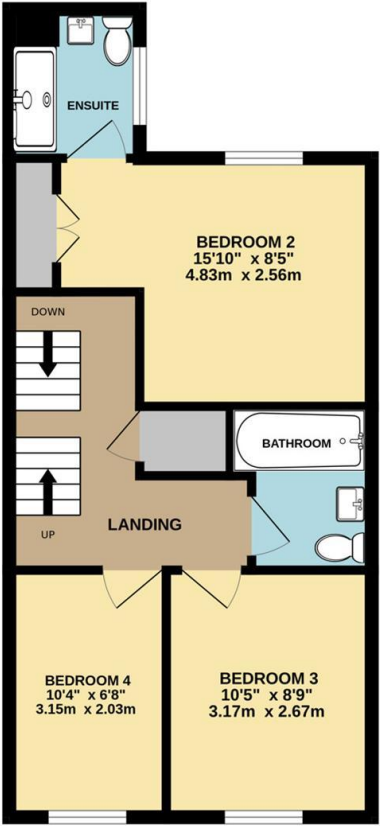 ENSUITE
BEDROOM 2
15'10" x 8'5"
4.83m x 2.56m
DOWN
BATHROOM
LANDING
UP
BEDROOM 4
10'4" x 6'8"
3.15m x 2.03m
BEDROOM 3
10'5" x 8'9"
3.17m x 2.67m